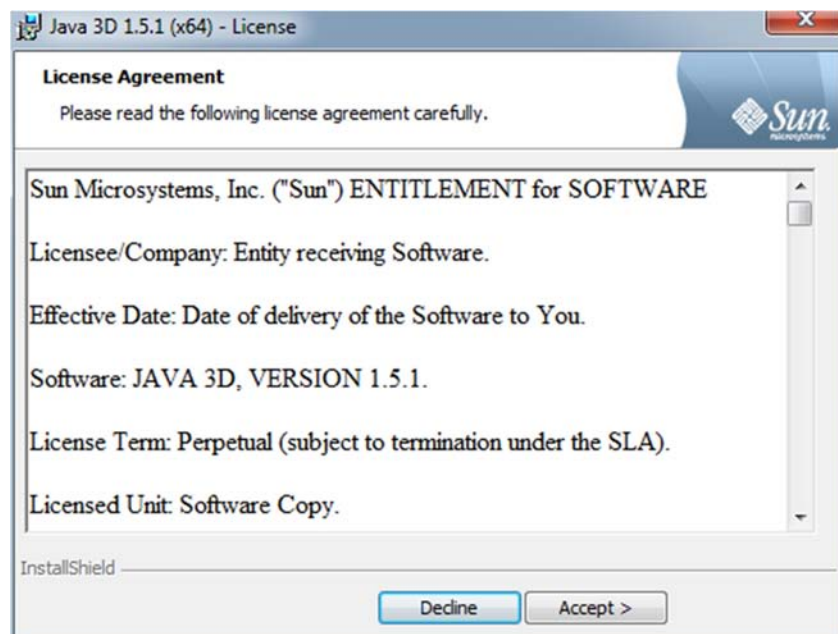 Java 3D 1.5.1 (x64) - License
License Agreement
Please read the following license agreement carefully.
Sun
microsystems
Sun Microsystems, Inc. ("Sun") ENTITLEMENT for SOFTWARE
Licensee/Company: Entity receiving Software.
Effective Date: Date of delivery of the Software to You.
Software: JAVA 3D, VERSION 1.5.1.
License Term: Perpetual (subject to termination under the SLA).
Licensed Unit: Software Copy.
InstallShield
Decline
Accept >